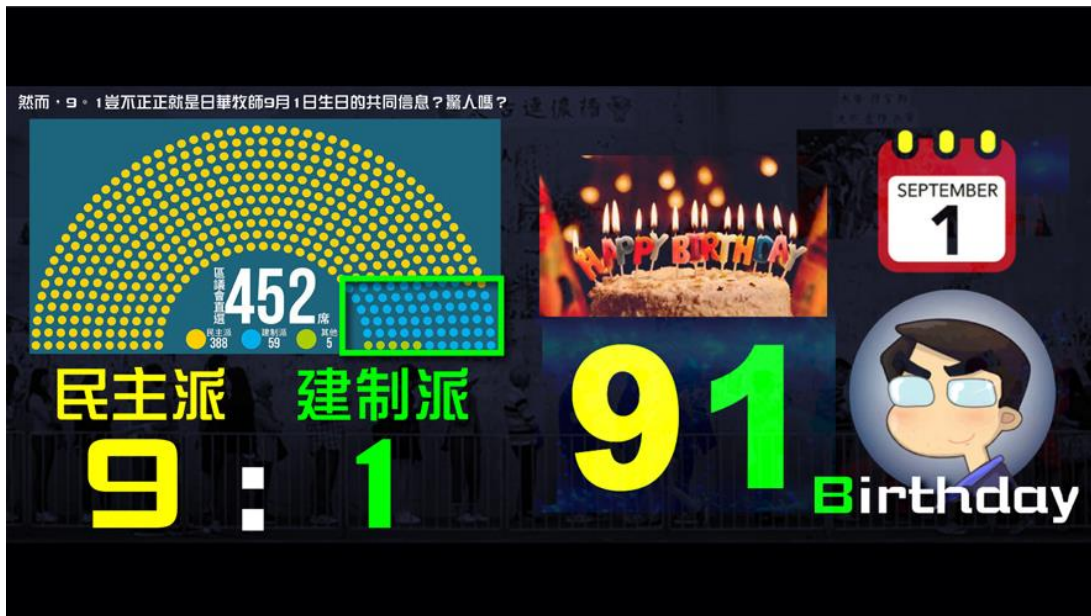 然而，9。1豈不正正就是日華牧師9月1日生日的共同信息？驚人嗎？
區議會直選
452
席
民主派
388
建制派
59
其他
5
民主派
建制派
9:1
HAPPY BIRTHDAY
91
SEPTEMBER
1
Birthday